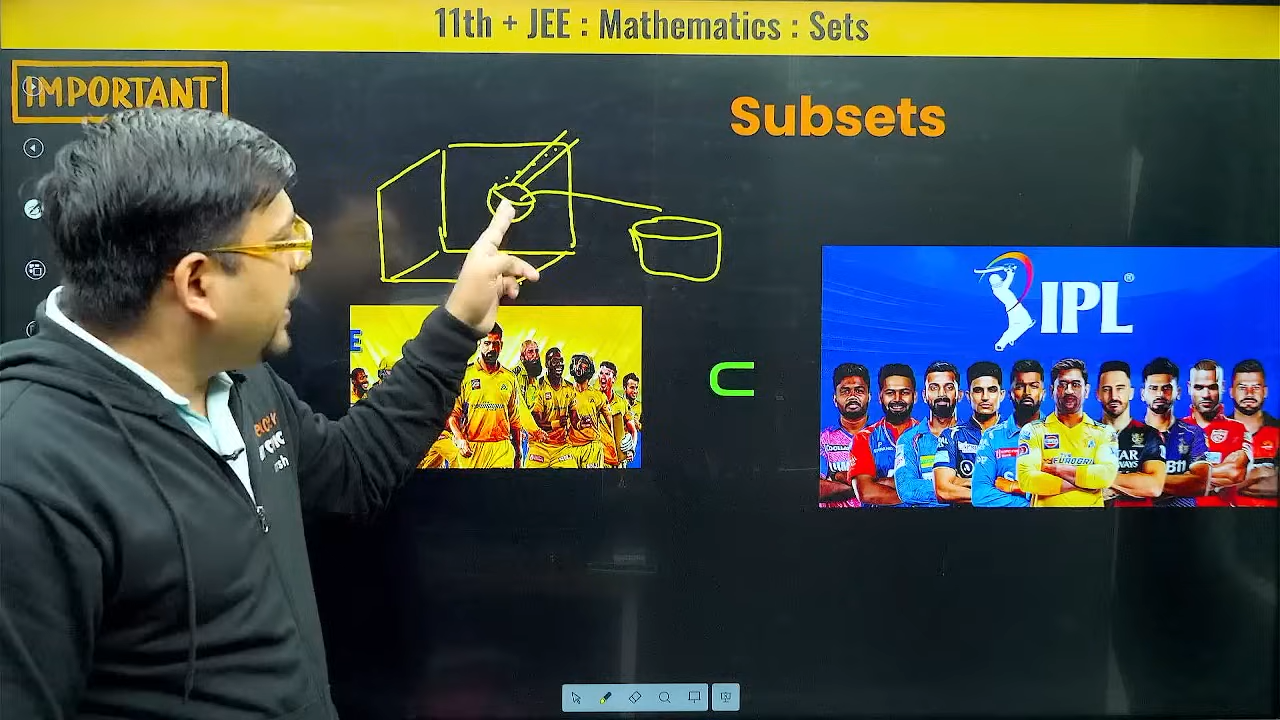 11th + JEE : Mathematics : Sets
IMPORTANT
Subsets
IPL
E
⊂